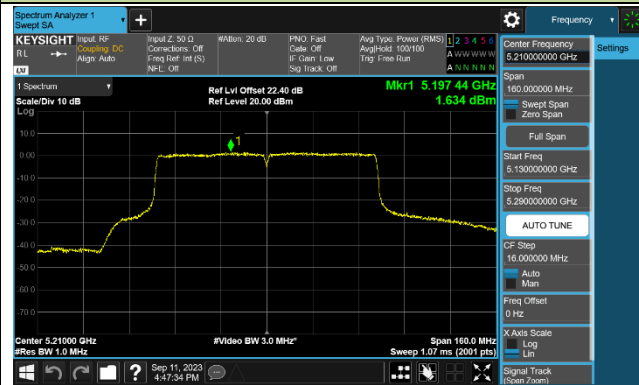 Spectrum Analyzer 1
Swept SA
Frequency
KEYSIGHT
RL
LXI
Input: RF
Coupling: DC
Align: Auto
Input Z: 50 Ω
Corrections: Off
Freq Ref: Int (S)
NFE: Off
#Atten: 20 dB
PNO: Fast
Gate: Off
IF Gain: Low
Sig Track: Off
Avg Type: Power (RMS)
Avg|Hold: 100/100
Trig: Free Run
1 2 3 4 5 6
A W W W W W
A N N N N N
1 Spectrum
Scale/Div 10 dB
Log
Ref Lvl Offset 22.40 dB
Ref Level 20.00 dBm
Mkr1 5.197 44 GHz
1.634 dBm
10.0
0.00
-10.0
-20.0
-30.0
-40.0
-50.0
-60.0
-70.0
1
Center 5.21000 GHz
#Res BW 1.0 MHz
#Video BW 3.0 MHz*
Span 160.0 MHz
Sweep 1.07 ms (2001 pts)
Sep 11, 2023
4:47:34 PM
Center Frequency
5.210000000 GHz
Span
160.000000 MHz
Swept Span
Zero Span
Full Span
Start Freq
5.130000000 GHz
Stop Freq
5.290000000 GHz
AUTO TUNE
CF Step
16.000000 MHz
Auto
Man
Freq Offset
0 Hz
X Axis Scale
Log
Lin
Signal Track
(Span Zoom)
Settings